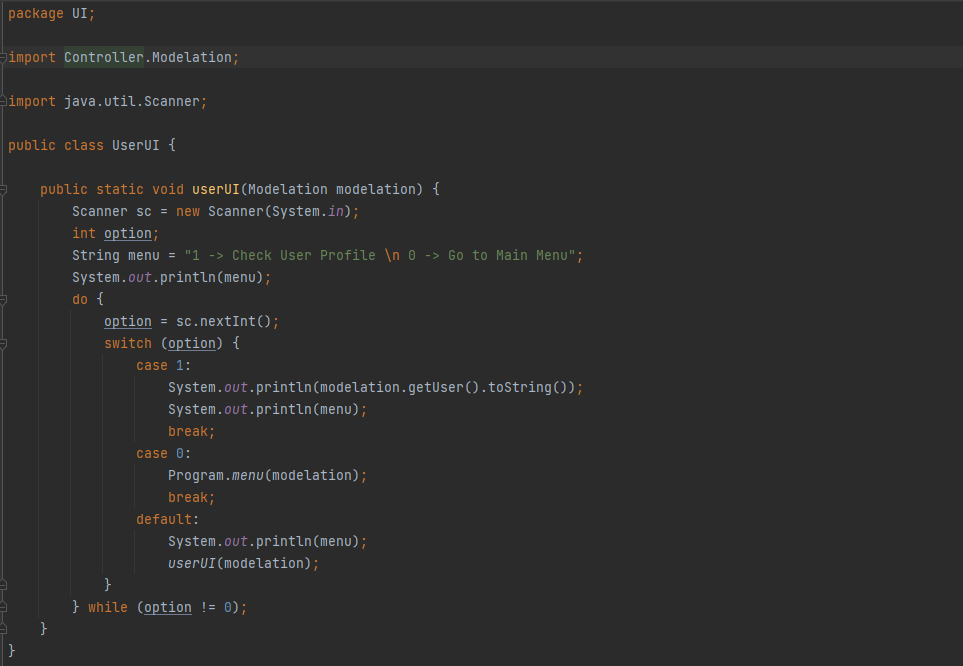 package UI;
import Controller.Modelation;
import java.util.Scanner;
public class UserUI {
public static void userUI(Modelation modelation) {
Scanner sc = new Scanner(System.in);
int option;
String menu = "1 -> Check User Profile \n 0 -> Go to Main Menu";
System.out.println(menu);
do {
option = sc.nextInt();
switch (option) {
case 1:
System.out.println(modelation.getUser().toString());
System.out.println(menu);
break;
case 0:
Program.menu(modelation);
break;
default:
System.out.println(menu);
userUI(modelation);
}
} while (option != 0);
}
}